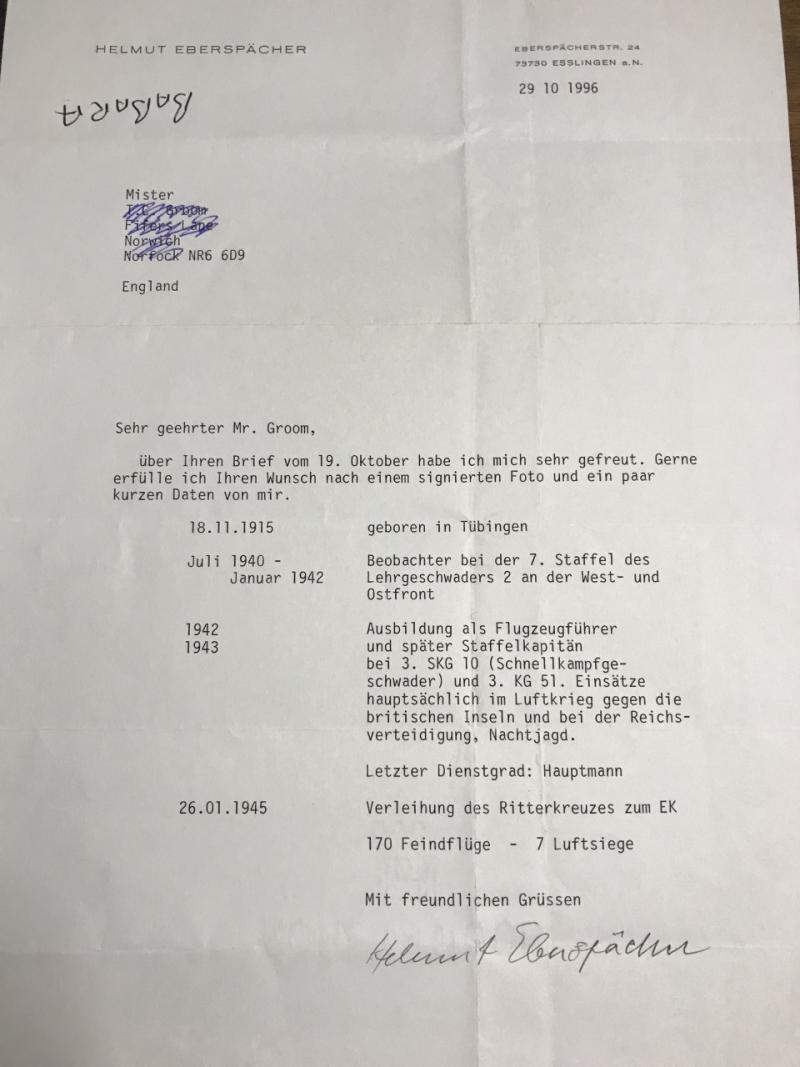 HELMUT EBERSPÄCHER
EBERSPÄCHERSTR. 24
73730 ESSLINGEN a.N.
29 10 1996
Mister
Groom
Fifers Lane
Norwich
Norfock NR6 6D9
England
Sehr geehrter Mr. Groom,
über Ihren Brief vom 19. Oktober habe ich mich sehr gefreut. Gerne
erfülle ich Ihren Wunsch nach einem signierten Foto und ein paar
kurzen Daten von mir.
18.11.1915 geboren in Tübingen
Juli 1940 - Beobachter bei der 7. Staffel des
Januar 1942 Lehrgeschwaders 2 an der West- und
Ostfront
1942 Ausbildung als Flugzeugführer
1943 und später Staffelkapitän
bei 3. SKG 10 (Schnellkampfge-
schwader) und 3. KG 51. Einsätze
hauptsächlich im Luftkrieg gegen die
britischen Inseln und bei der Reichs-
verteidigung, Nachtjagd.
Letzter Dienstgrad: Hauptmann
26.01.1945 Verleihung des Ritterkreuzes zum EK
170 Feindflüge - 7 Luftsiege
Mit freundlichen Grüssen
Helmut Eberspächer